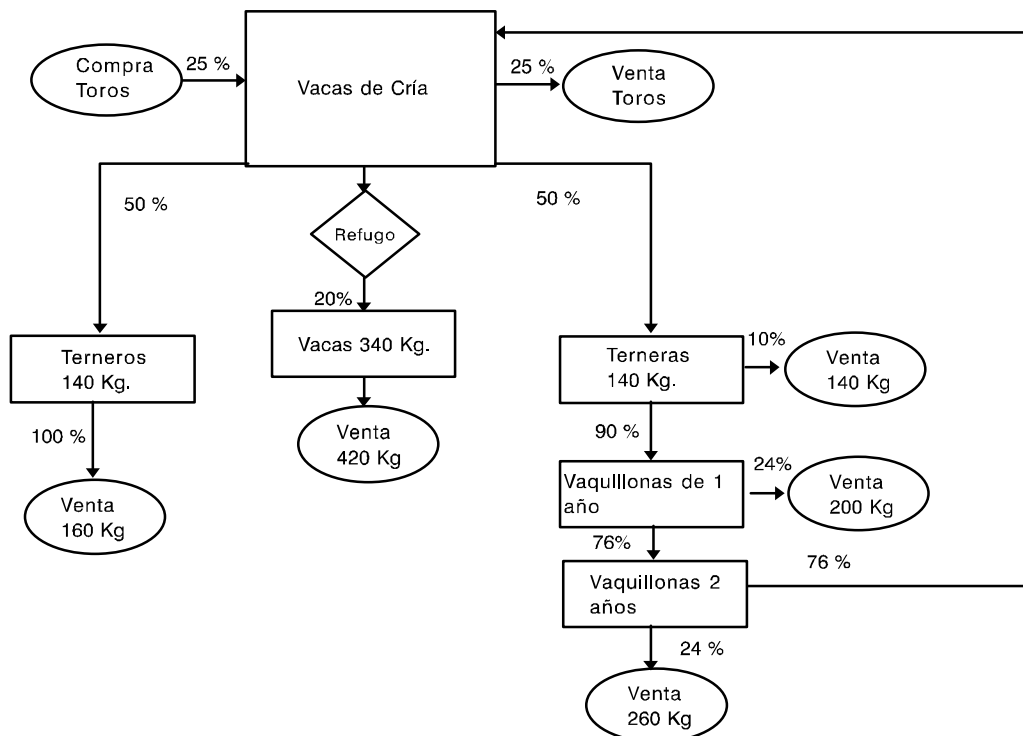 Compra
Toros
25 %
Vacas de Cría
25 %
Venta
Toros
50 %
Refugo
50 %
20%
Terneros
140 Kg.
Vacas 340 Kg.
Terneras
140 Kg.
10%
Venta
140 Kg
100 %
Venta
420 Kg
90 %
Venta
160 Kg
Vaquillonas de 1
año
24%
Venta
200 Kg
76%
76 %
Vaquillonas 2
años
24 %
Venta
260 Kg